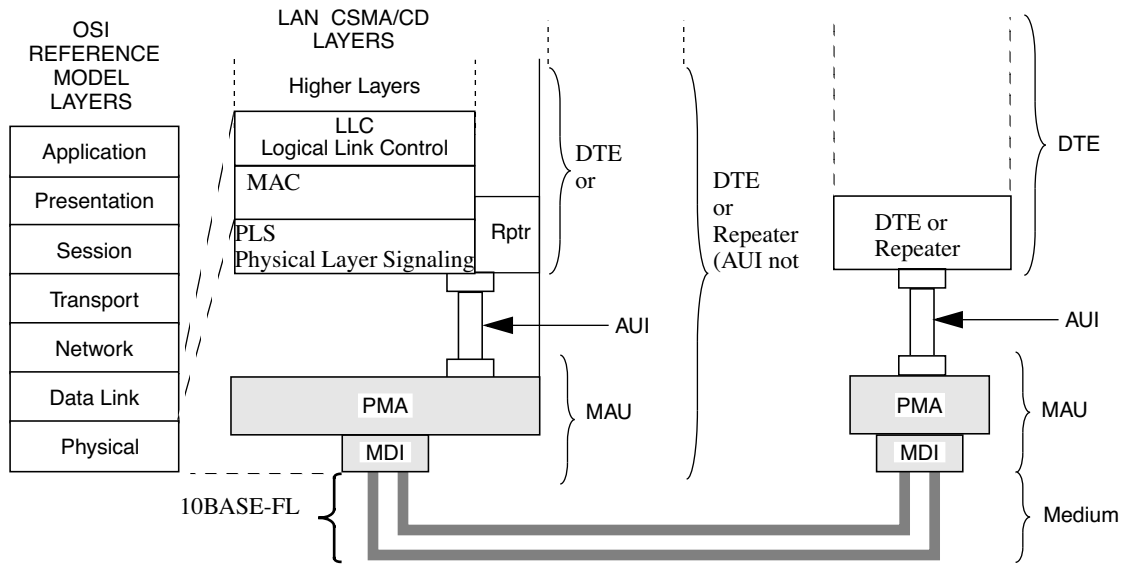 OSI
REFERENCE
MODEL
LAYERS
Application
Presentation
Session
Transport
Network
Data Link
Physical
LAN CSMA/CD
LAYERS
Higher Layers
LLC
Logical Link Control
MAC
PLS
Physical Layer Signaling
Rptr
DTE
or
AUI
PMA
MAU
MDI
10BASE-FL
DTE
or
Repeater
(AUI not
DTE
DTE or
Repeater
AUI
PMA
MAU
MDI
Medium